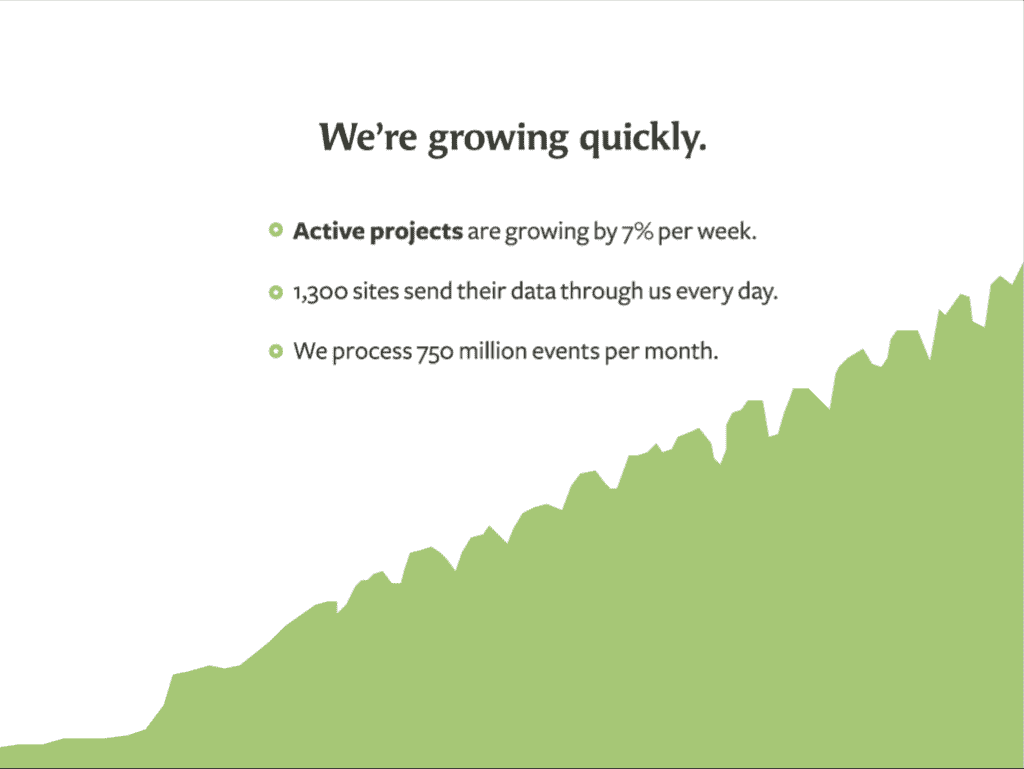 We're growing quickly.
Active projects are growing by 7% per week.
1,300 sites send their data through us every day.
We process 750 million events per month.